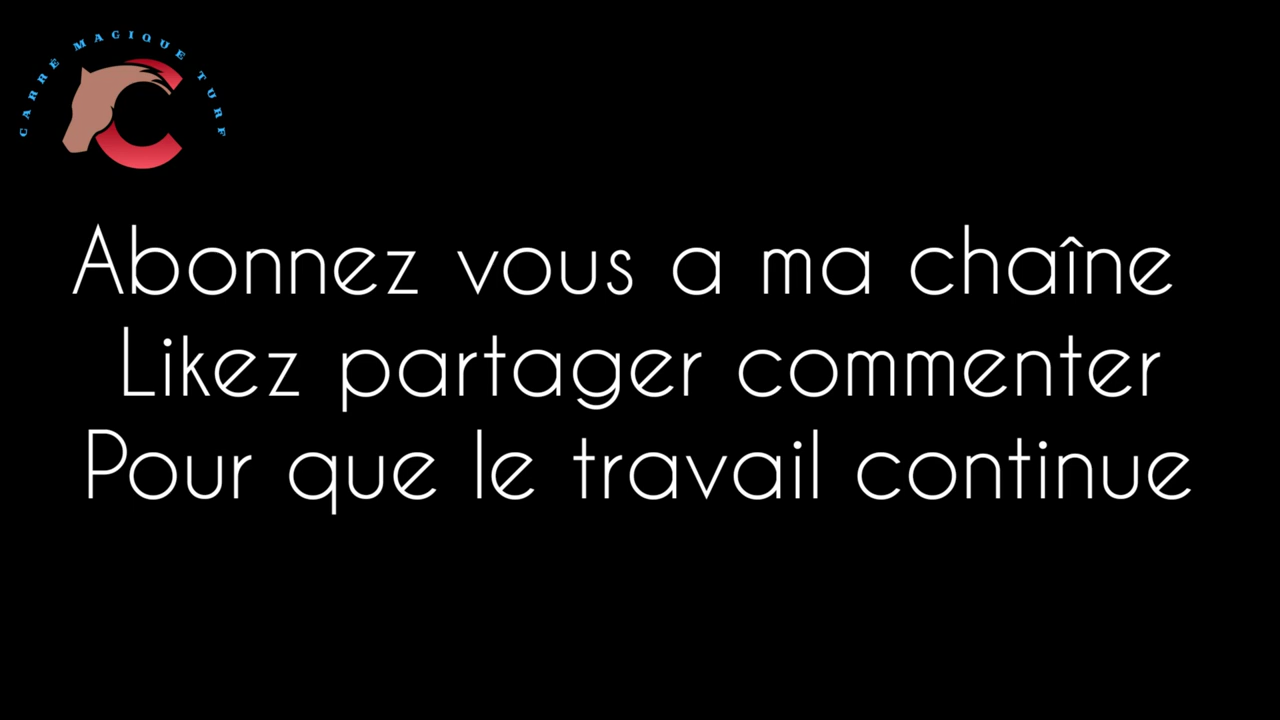 CARRÉ MAGIQUE TURF
Abonnez vous a ma chaîne
Likez partager commenter
Pour que le travail continue